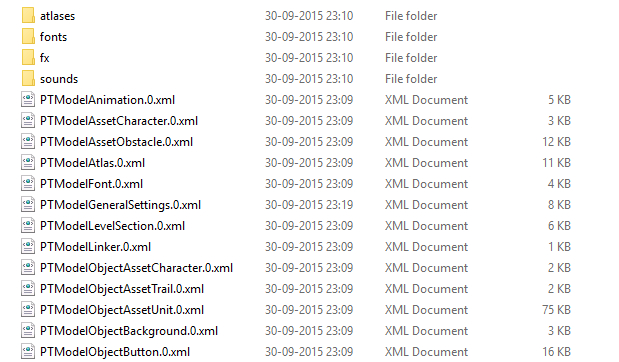 atlases 30-09-2015 23:10 File folder
fonts 30-09-2015 23:10 File folder
fx 30-09-2015 23:10 File folder
sounds 30-09-2015 23:10 File folder
PTModelAnimation.0.xml 30-09-2015 23:09 XML Document 5 KB
PTModelAssetCharacter.0.xml 30-09-2015 23:09 XML Document 3 KB
PTModelAssetObstacle.0.xml 30-09-2015 23:09 XML Document 12 KB
PTModelAtlas.0.xml 30-09-2015 23:09 XML Document 11 KB
PTModelFont.0.xml 30-09-2015 23:09 XML Document 4 KB
PTModelGeneralSettings.0.xml 30-09-2015 23:19 XML Document 8 KB
PTModelLevelSection.0.xml 30-09-2015 23:09 XML Document 6 KB
PTModelLinker.0.xml 30-09-2015 23:09 XML Document 1 KB
PTModelObjectAssetCharacter.0.xml 30-09-2015 23:09 XML Document 2 KB
PTModelObjectAssetTrail.0.xml 30-09-2015 23:09 XML Document 2 KB
PTModelObjectAssetUnit.0.xml 30-09-2015 23:09 XML Document 75 KB
PTModelObjectBackground.0.xml 30-09-2015 23:09 XML Document 3 KB
PTModelObjectButton.0.xml 30-09-2015 23:09 XML Document 16 KB